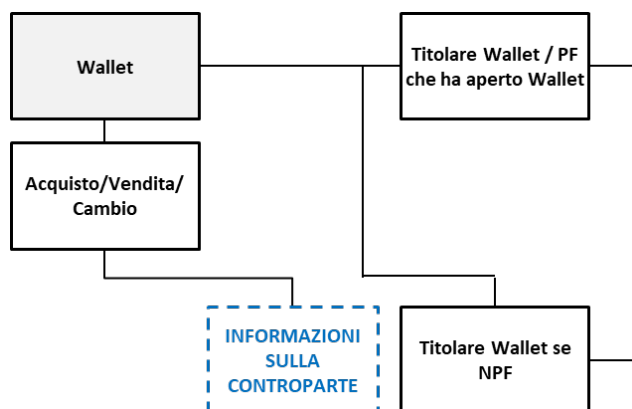 Wallet
Titolare Wallet / PF
che ha aperto Wallet
Acquisto/Vendita/
Cambio
INFORMAZIONI
SULLA
CONTROPARTE
Titolare Wallet se
NPF